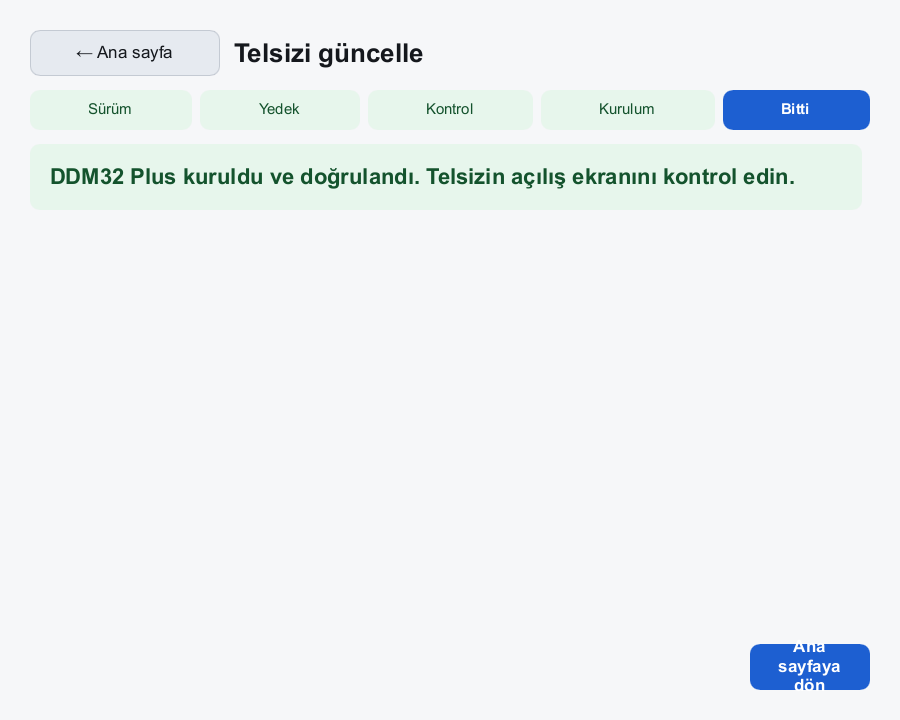 ← Ana sayfa
Telsizi güncelle
Sürüm
Yedek
Kontrol
Kurulum
Bitti
DDM32 Plus kuruldu ve doğrulandı. Telsizin açılış ekranını kontrol edin.
Ana
sayfaya
dön